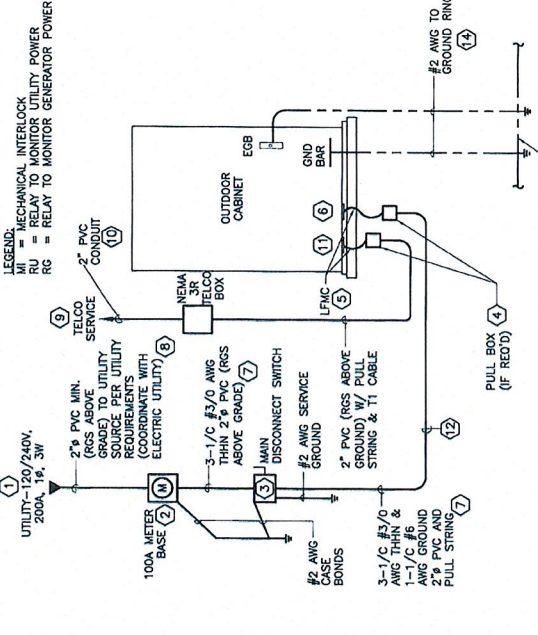 LEGEND:
MI = MECHANICAL INTERLOCK
RU = RELAY TO MONITOR UTILITY POWER
RG = RELAY TO MONITOR GENERATOR POWER
1
UTILITY-120/240V,
200A, 1ø, 3W
2"ø PVC MIN.
(RGS ABOVE
GRADE) TO UTILITY
SOURCE PER UTILITY
REQUIREMENTS
(COORDINATE WITH
ELECTRIC UTILITY) 8
100A METER
BASE 2
M
3-1/C #3/0 AWG
THHN 2"ø PVC (RGS
ABOVE GRADE) 7
MAIN
DISCONNECT SWITCH
3
#2 AWG SERVICE
GROUND
#2 AWG
CASE
BONDS
3-1/C #3/0
AWG THHN &
1-1/C #6
AWG GROUND
2"ø PVC AND
PULL STRING 7
12
9
TELCO
SERVICE
2" PVC
CONDUIT
10
NEMA
3R
TELCO
BOX
2" PVC (RGS ABOVE
GROUND) W/ PULL
STRING & T1 CABLE
LFMC
5
11
6
OUTDOOR
CABINET
EGB
GND
BAR
PULL BOX 4
(IF REQ'D)
#2 AWG TO
GROUND RING
14